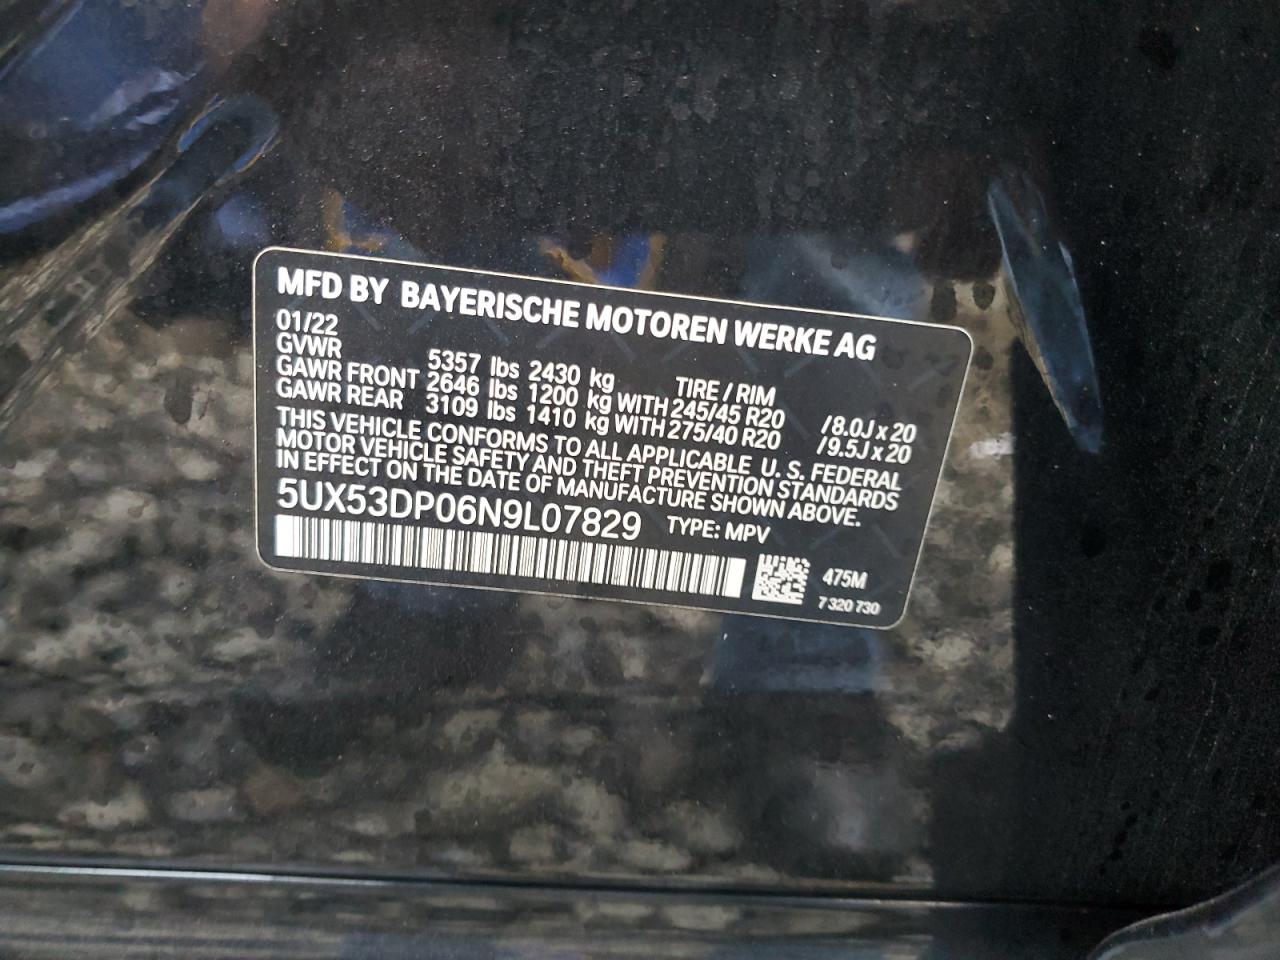 MFD BY BAYERISCHE MOTOREN WERKE AG
01/22
GVWR 5357 lbs 2430 kg TIRE / RIM
GAWR FRONT 2646 lbs 1200 kg WITH 245/45 R20 /8.0J x 20
GAWR REAR 3109 lbs 1410 kg WITH 275/40 R20 /9.5J x 20
THIS VEHICLE CONFORMS TO ALL APPLICABLE U. S. FEDERAL
MOTOR VEHICLE SAFETY AND THEFT PREVENTION STANDARDS
IN EFFECT ON THE DATE OF MANUFACTURE SHOWN ABOVE.
5UX53DP06N9L07829 TYPE: MPV
475M
7 320 730